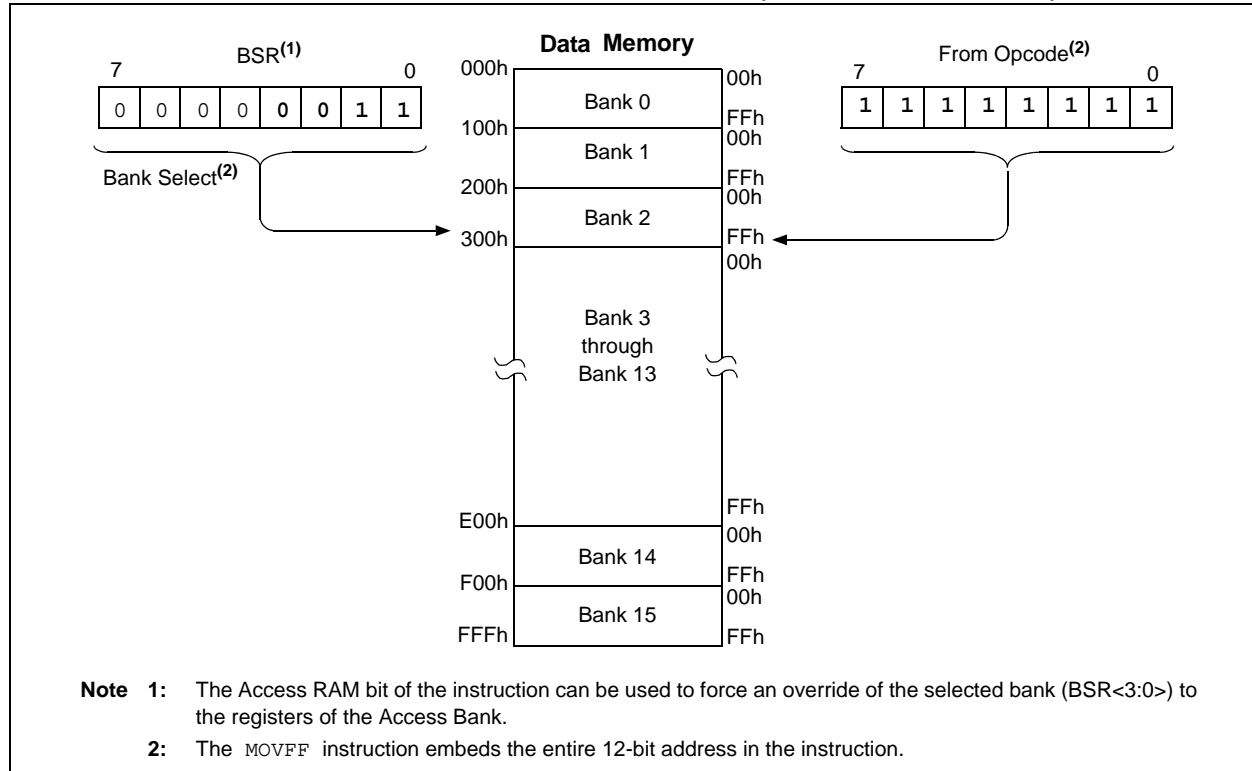 Data Memory
BSR(1)
7 0
0 0 0 0 0 0 1 1
Bank Select(2)
From Opcode(2)
7 0
1 1 1 1 1 1 1 1
000h
00h
Bank 0
FFh
100h
00h
Bank 1
FFh
200h
00h
Bank 2
FFh
300h
00h
Bank 3
through
Bank 13
FFh
E00h
00h
Bank 14
FFh
F00h
00h
Bank 15
FFFh
FFh
Note 1: The Access RAM bit of the instruction can be used to force an override of the selected bank (BSR<3:0>) to
the registers of the Access Bank.
2: The MOVFF instruction embeds the entire 12-bit address in the instruction.